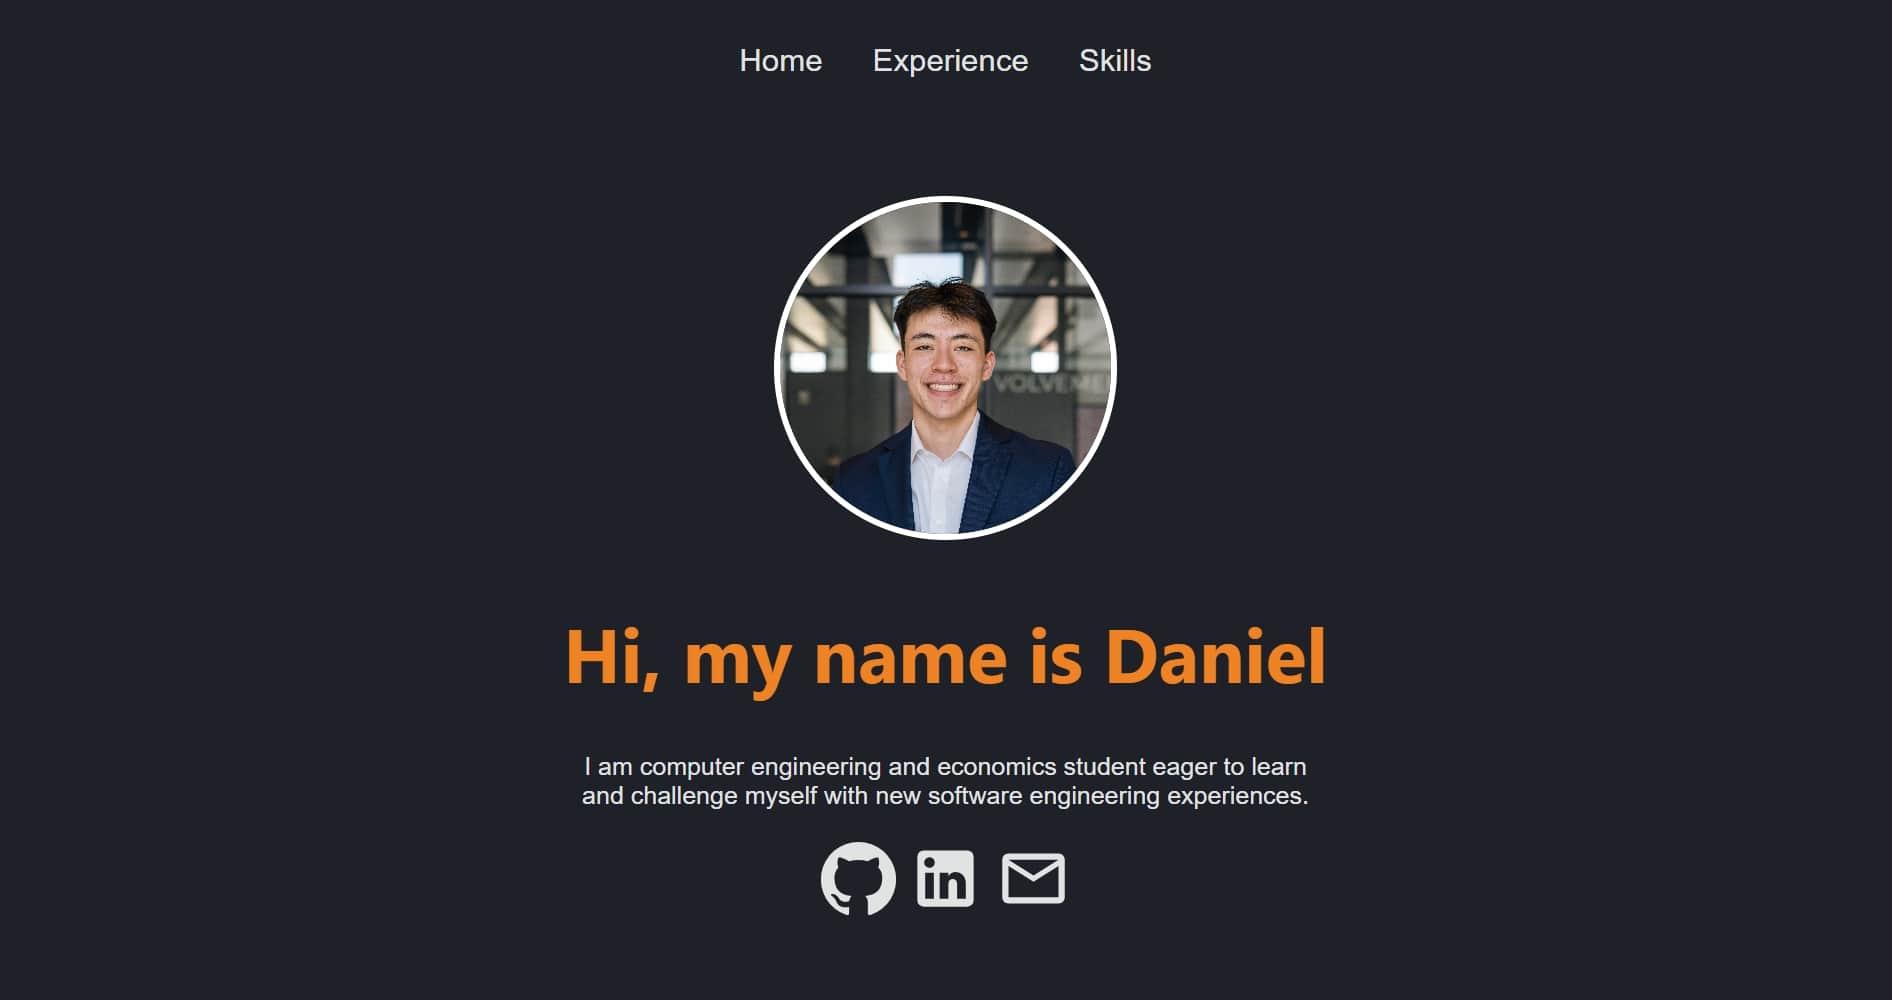 Home Experience Skills
VOLVEME
Hi, my name is Daniel
I am computer engineering and economics student eager to learn
and challenge myself with new software engineering experiences.
in